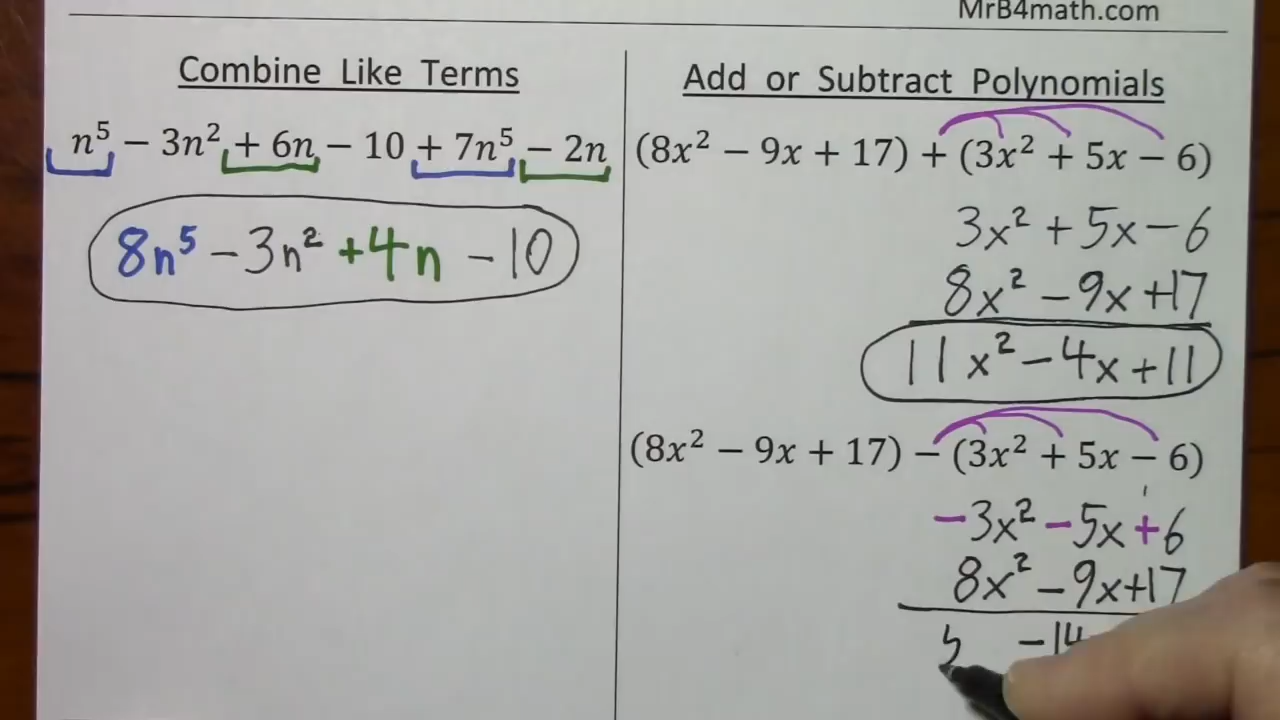 MrB4math.com
Combine Like Terms
n⁵ − 3n² + 6n − 10 + 7n⁵ − 2n
8n⁵ − 3n² + 4n − 10
Add or Subtract Polynomials
(8x² − 9x + 17) + (3x² + 5x − 6)
3x² + 5x − 6
8x² − 9x + 17
11x² − 4x + 11
(8x² − 9x + 17) − (3x² + 5x − 6)
−3x² − 5x + 6
8x² − 9x + 17
5 −14